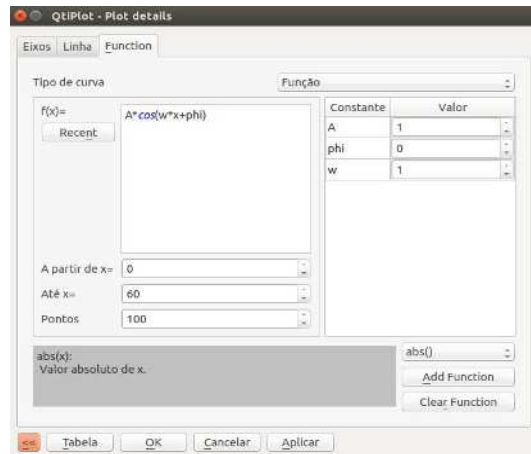 QtiPlot - Plot details
Eixos Linha Function
Tipo de curva Função
f(x)= A*cos(w*x+phi)
Recent
Constante Valor
A 1
phi 0
w 1
A partir de x= 0
Até x= 60
Pontos 100
abs(x):
Valor absoluto de x.
abs()
Add Function
Clear Function
<< Tabela OK Cancelar Aplicar